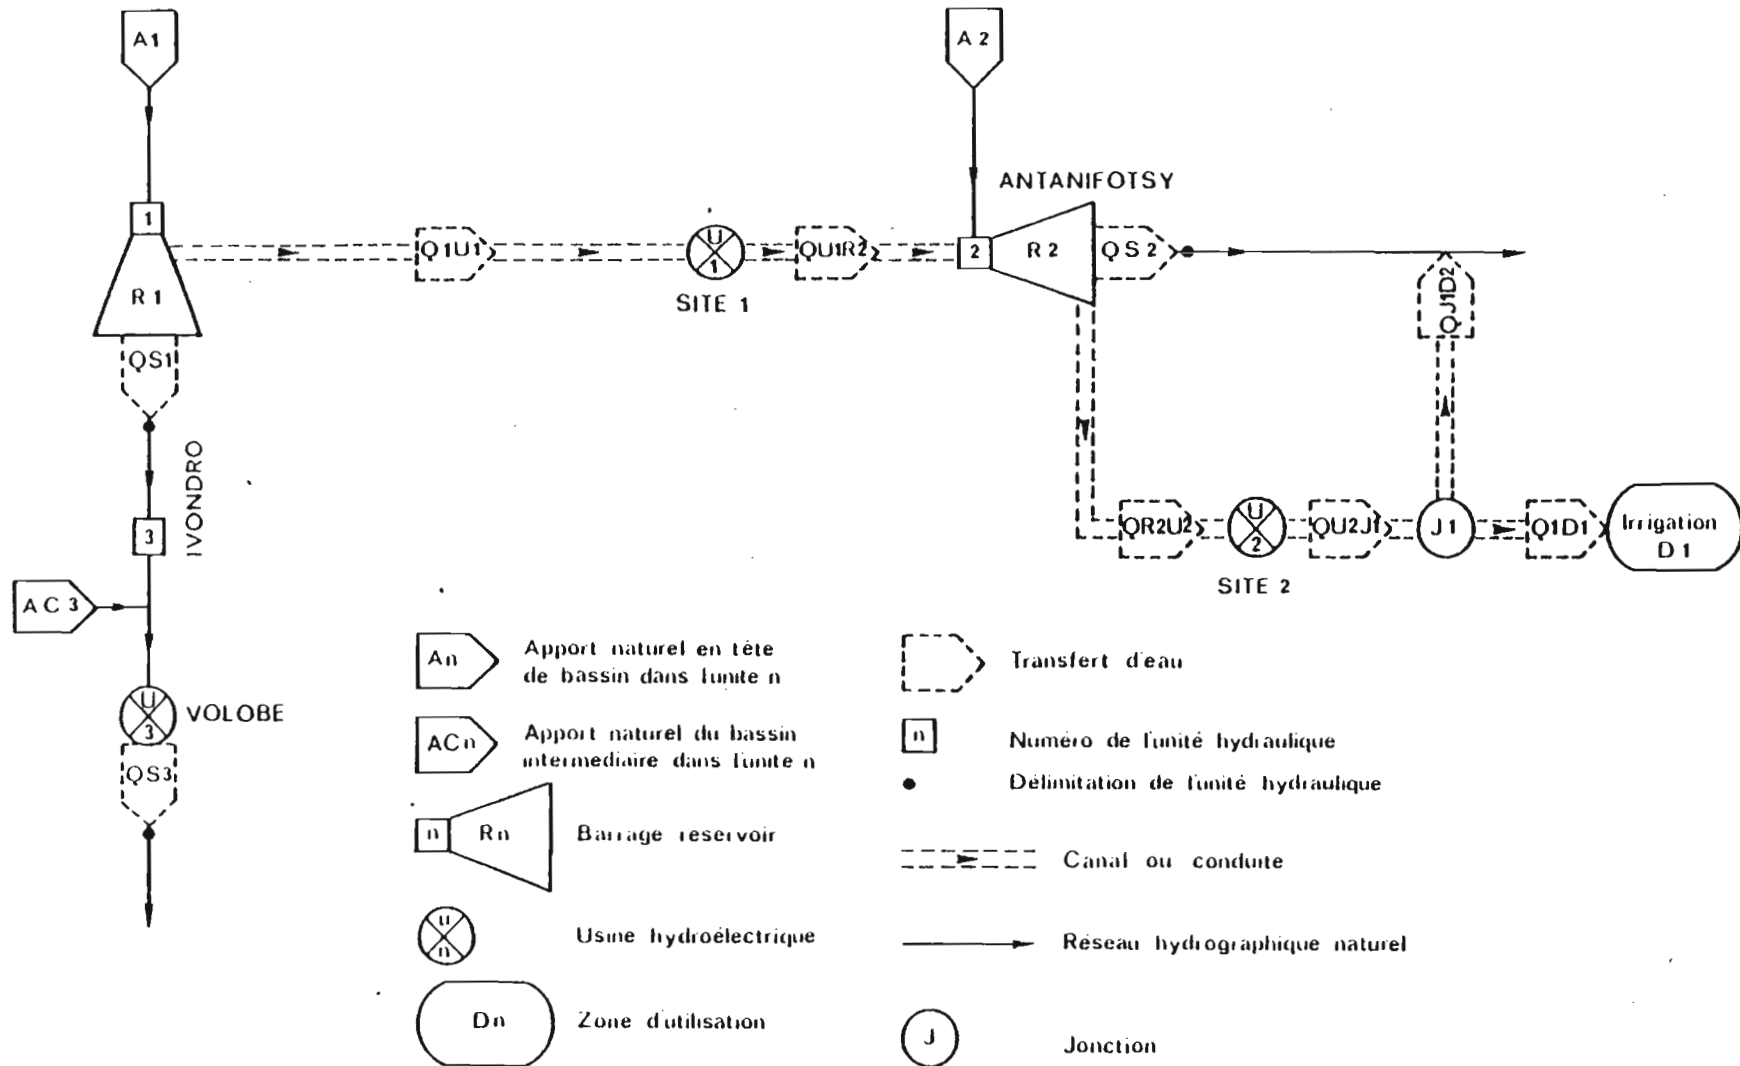 A1
A2
ANTANIFOTSY
1
Q1U1
U
1
QU1R2
2
R2
QS2
SITE 1
R1
QJ1D2
QS1
IVONDRO
3
QR2U2
U
2
QU2J1
J1
Q1D1
Irrigation
D1
SITE 2
AC3
An
Apport naturel en tête
de bassin dans l'unite n
Transfert d'eau
U
3
VOLOBE
ACn
Apport naturel du bassin
intermediaire dans l'unite n
n
Numéro de l'unité hydraulique
QS3
Délimitation de l'unité hydraulique
n
Rn
Barrage reservoir
Canal ou conduite
u
n
Usine hydroélectrique
Réseau hydrographique naturel
Dn
Zone d'utilisation
J
Jonction